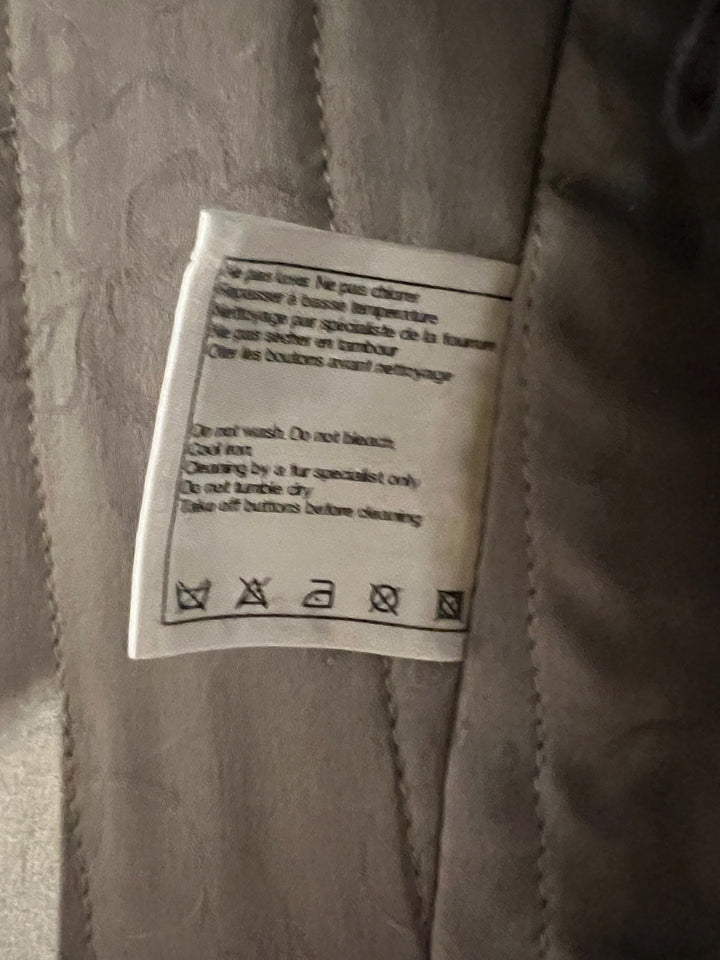 Ne pas laver. Ne pas chlorer
Repasser à basse température
Nettoyage par spécialiste de la fourrure
Ne pas sécher en tambour
Oter les boutons avant nettoyage
Do not wash. Do not bleach.
Cool iron
Cleaning by a fur specialist only
Do not tumble dry
Take off buttons before cleaning